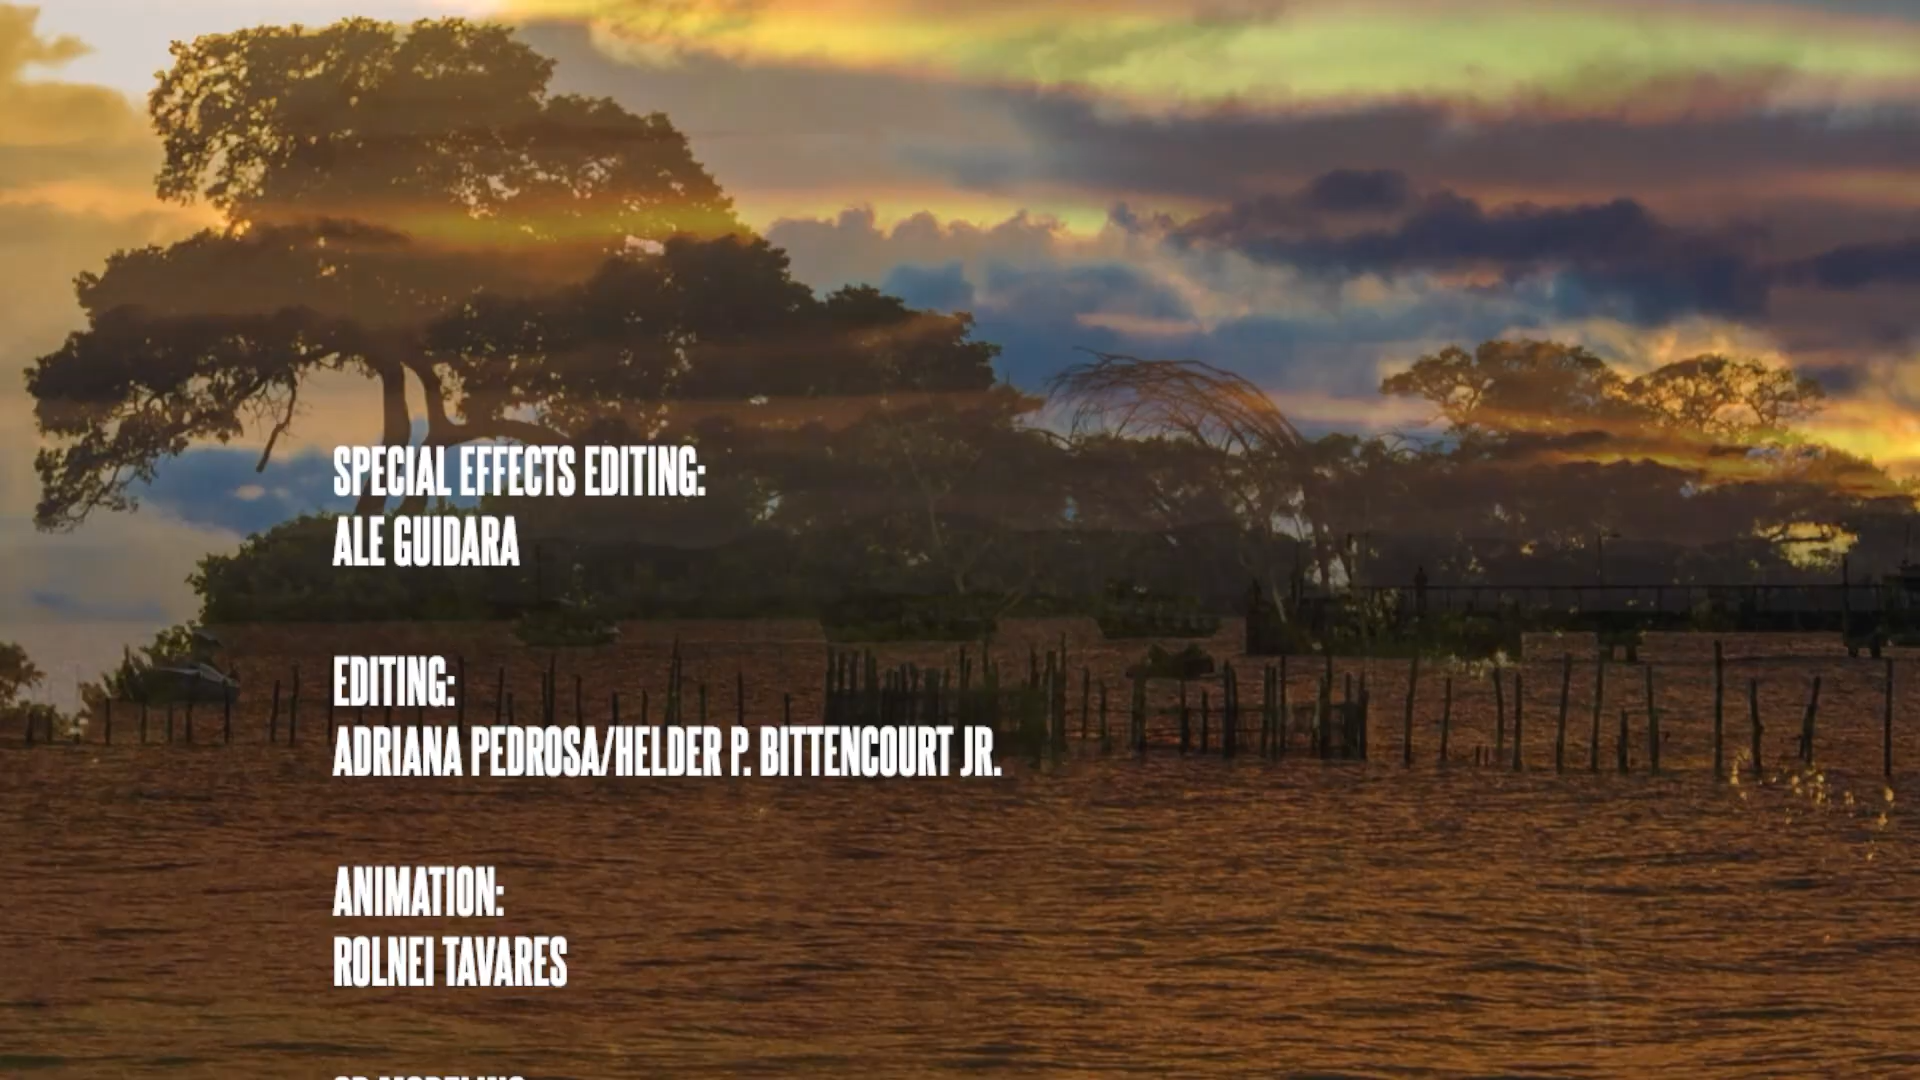 SPECIAL EFFECTS EDITING:
ALE GUIDARA
EDITING:
ADRIANA PEDROSA/HELDER P. BITTENCOURT JR.
ANIMATION:
ROLNEI TAVARES